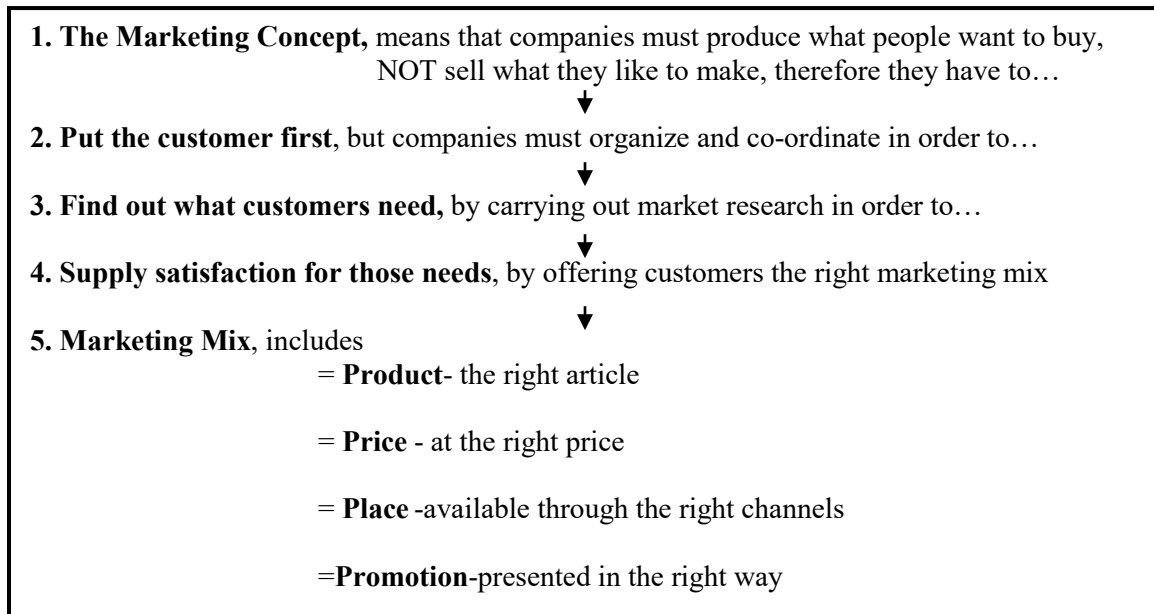 1. The Marketing Concept, means that companies must produce what people want to buy,
NOT sell what they like to make, therefore they have to…
2. Put the customer first, but companies must organize and co-ordinate in order to…
3. Find out what customers need, by carrying out market research in order to…
4. Supply satisfaction for those needs, by offering customers the right marketing mix
5. Marketing Mix, includes
= Product- the right article
= Price - at the right price
= Place -available through the right channels
=Promotion-presented in the right way